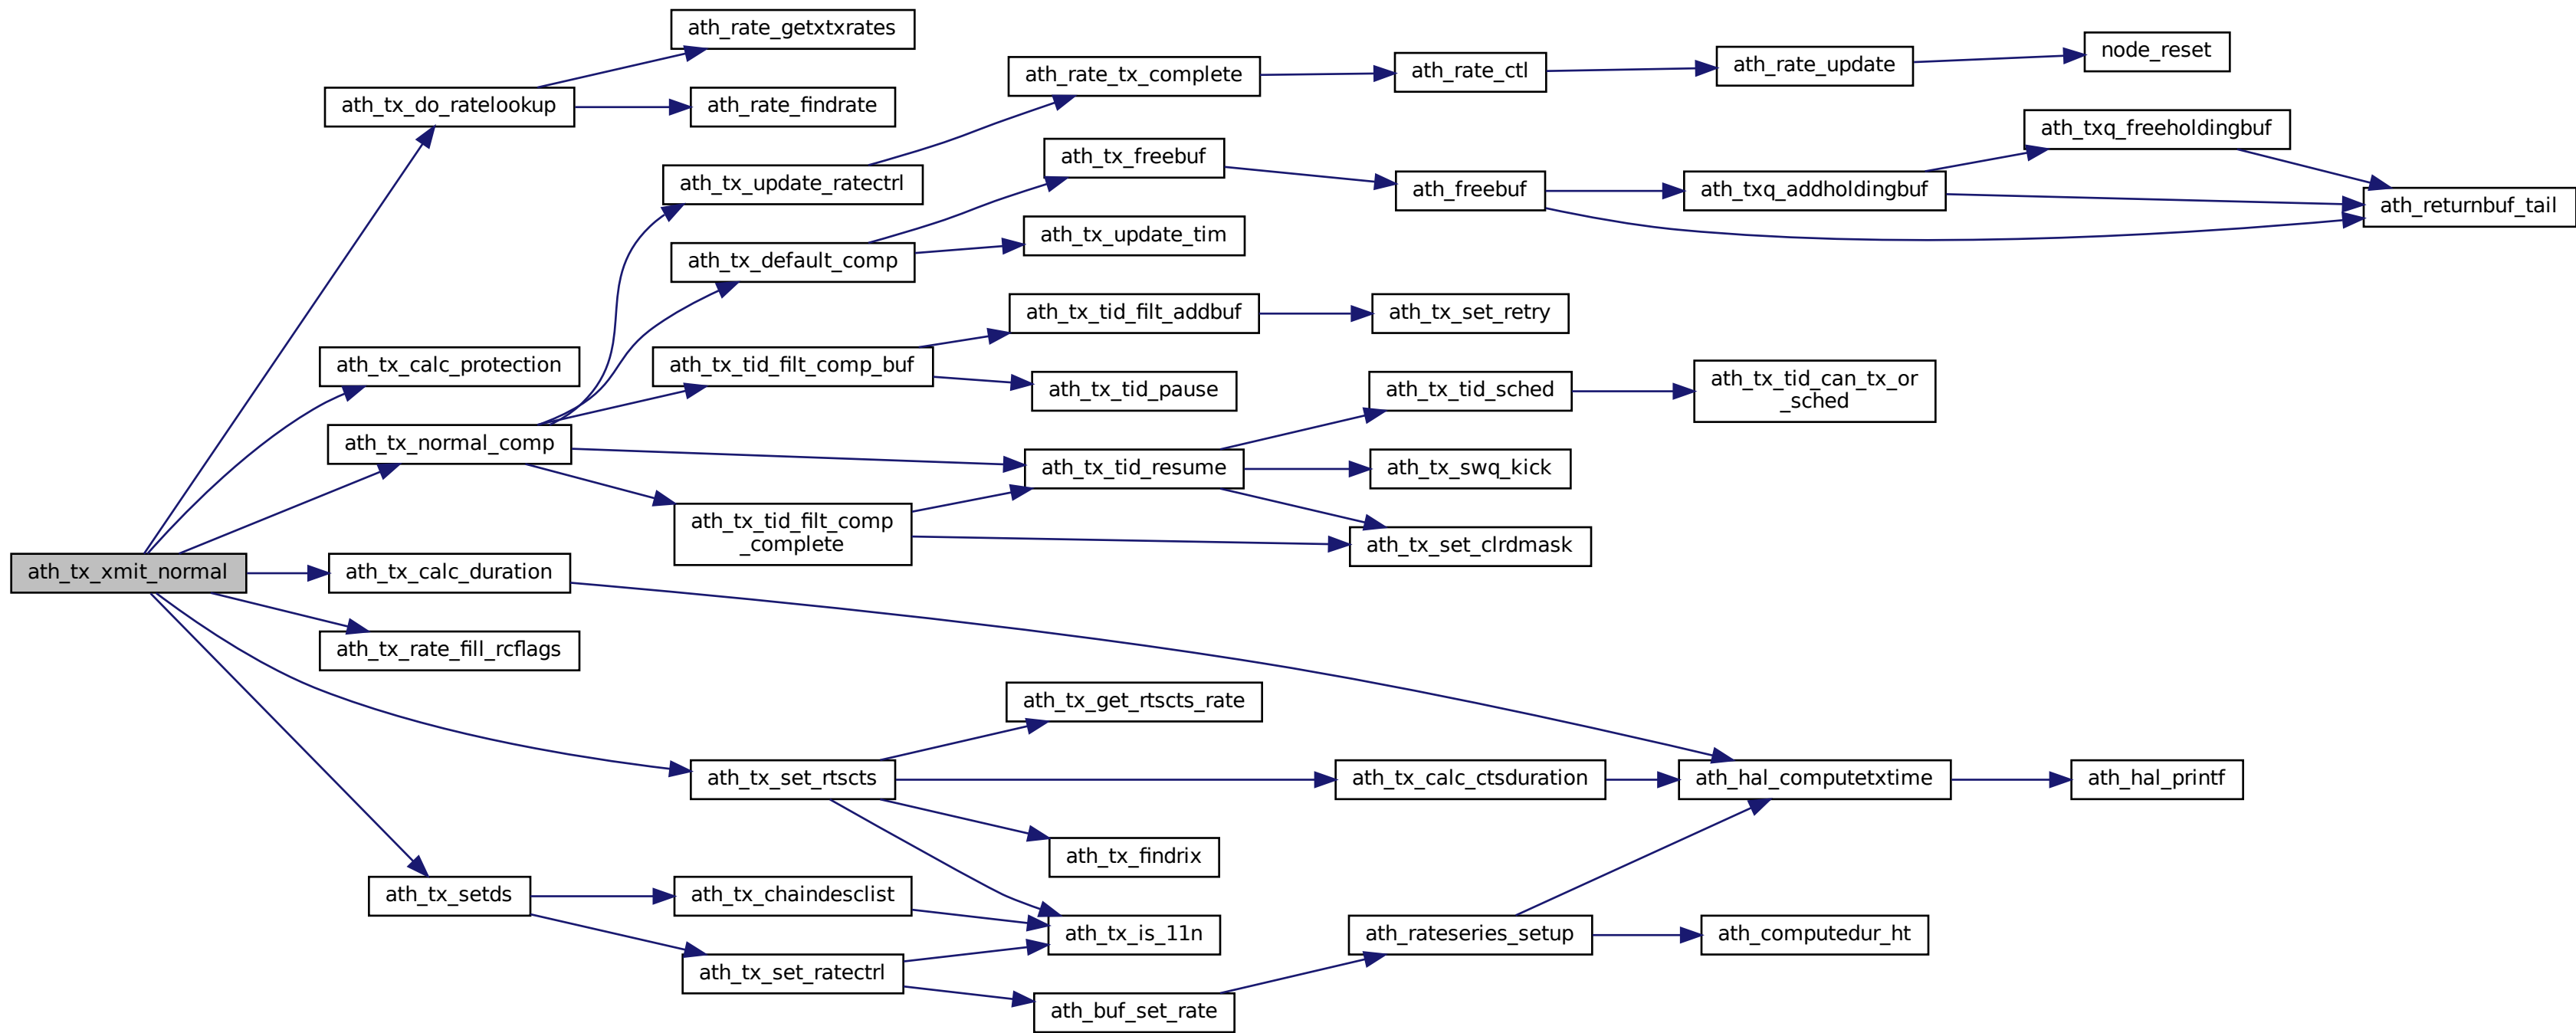 ath_rate_getxtxrates
ath_tx_do_ratelookup
ath_rate_findrate
ath_rate_tx_complete
ath_rate_ctl
ath_rate_update
node_reset
ath_tx_update_ratectrl
ath_tx_freebuf
ath_freebuf
ath_txq_addholdingbuf
ath_txq_freeholdingbuf
ath_returnbuf_tail
ath_tx_default_comp
ath_tx_update_tim
ath_tx_calc_protection
ath_tx_tid_filt_comp_buf
ath_tx_tid_filt_addbuf
ath_tx_set_retry
ath_tx_tid_pause
ath_tx_normal_comp
ath_tx_tid_resume
ath_tx_tid_sched
ath_tx_tid_can_tx_or
_sched
ath_tx_swq_kick
ath_tx_tid_filt_comp
_complete
ath_tx_set_clrdmask
ath_tx_xmit_normal
ath_tx_calc_duration
ath_tx_rate_fill_rcflags
ath_tx_get_rtscts_rate
ath_tx_set_rtscts
ath_tx_calc_ctsduration
ath_hal_computetxtime
ath_hal_printf
ath_tx_findrix
ath_tx_setds
ath_tx_chaindesclist
ath_tx_is_11n
ath_rateseries_setup
ath_computedur_ht
ath_tx_set_ratectrl
ath_buf_set_rate